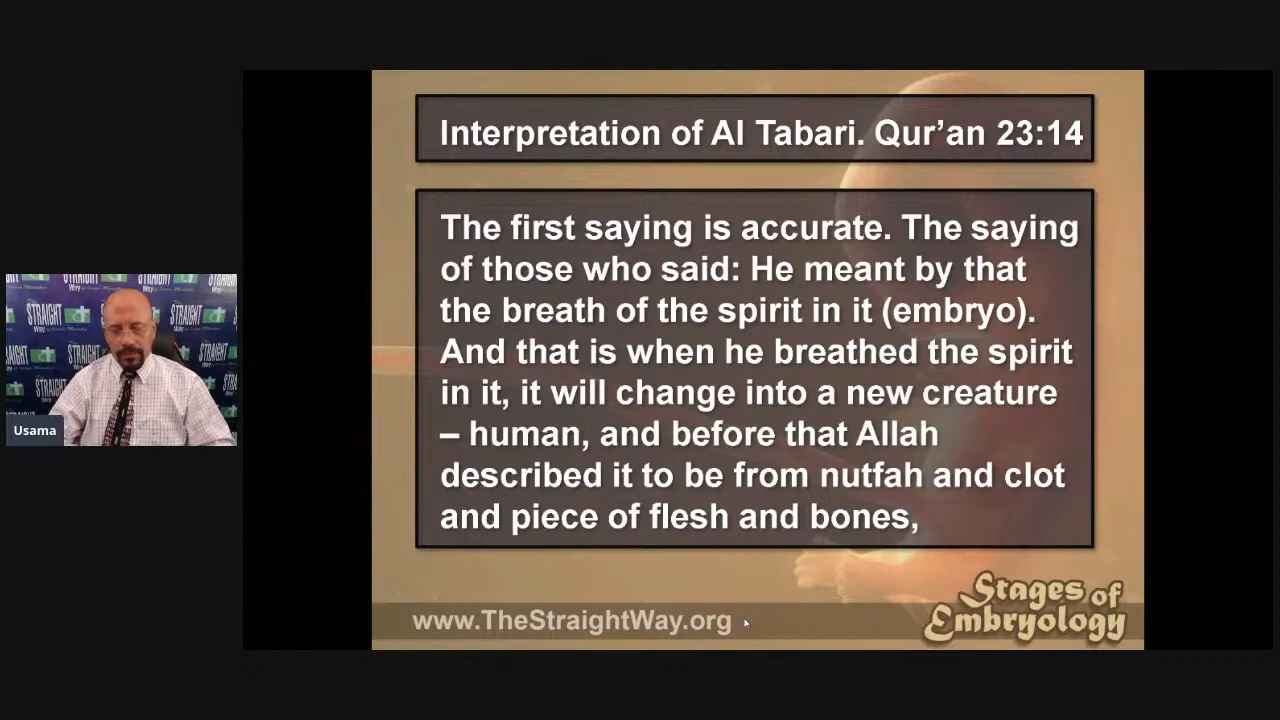 Interpretation of Al Tabari. Qur’an 23:14
The first saying is accurate. The saying
of those who said: He meant by that
the breath of the spirit in it (embryo).
And that is when he breathed the spirit
in it, it will change into a new creature
– human, and before that Allah
described it to be from nutfah and clot
and piece of flesh and bones,
www.TheStraightWay.org
Stages of
Embryology
Usama
STRAIGHT
STRAIGHT
STRAIGHT